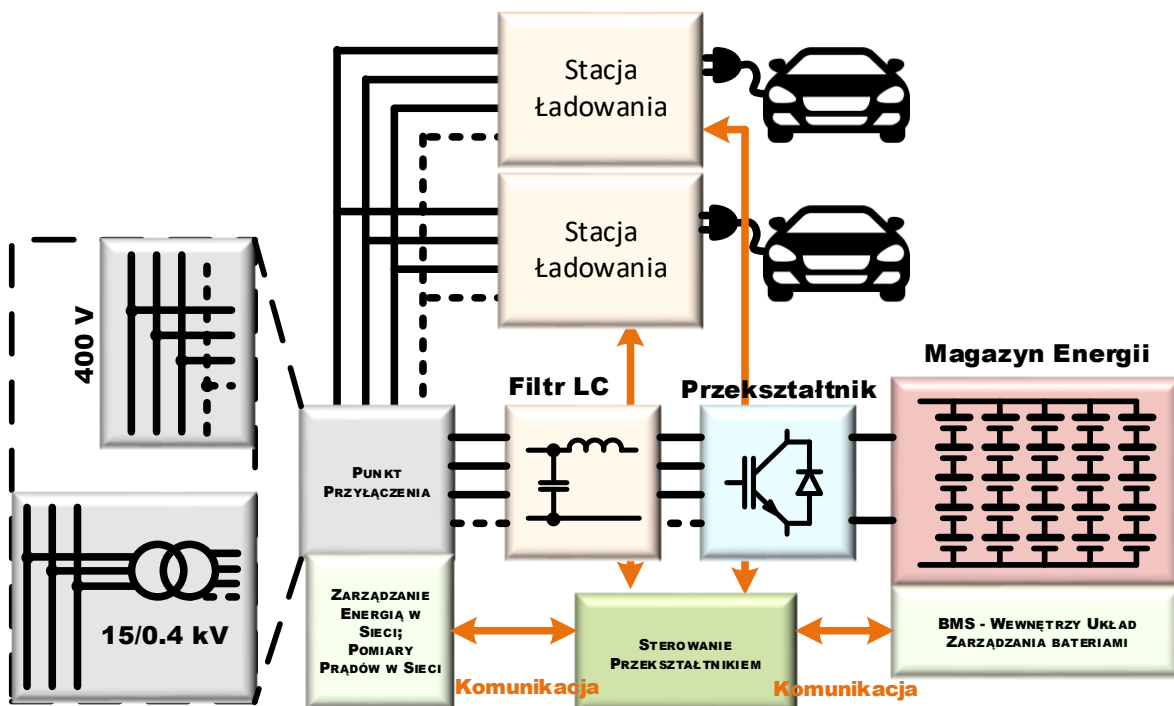 Stacja
Ładowania
Stacja
Ładowania
400 V
15/0.4 kV
Filtr LC
Przekształtnik
Magazyn Energii
PUNKT
PRZYŁĄCZENIA
ZARZĄDZANIE
ENERGIĄ W
SIECI;
POMIARY
PRĄDÓW W SIECI
Komunikacja
STEROWANIE
PRZEKSZTAŁTNIKIEM
Komunikacja
BMS - WEWNĘTRZY UKŁAD
ZARZĄDZANIA BATERIAMI